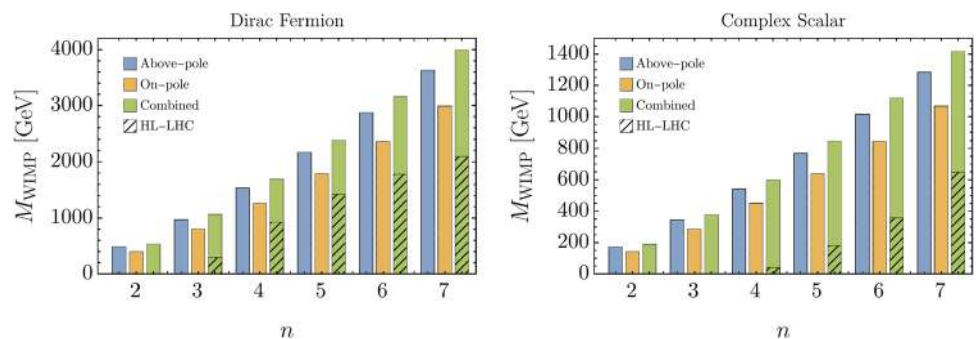 Dirac Fermion
M_WIMP [GeV]
4000
3000
2000
1000
0
Above-pole
On-pole
Combined
HL-LHC
2 3 4 5 6 7
n
Complex Scalar
M_WIMP [GeV]
1400
1200
1000
800
600
400
200
0
Above-pole
On-pole
Combined
HL-LHC
2 3 4 5 6 7
n